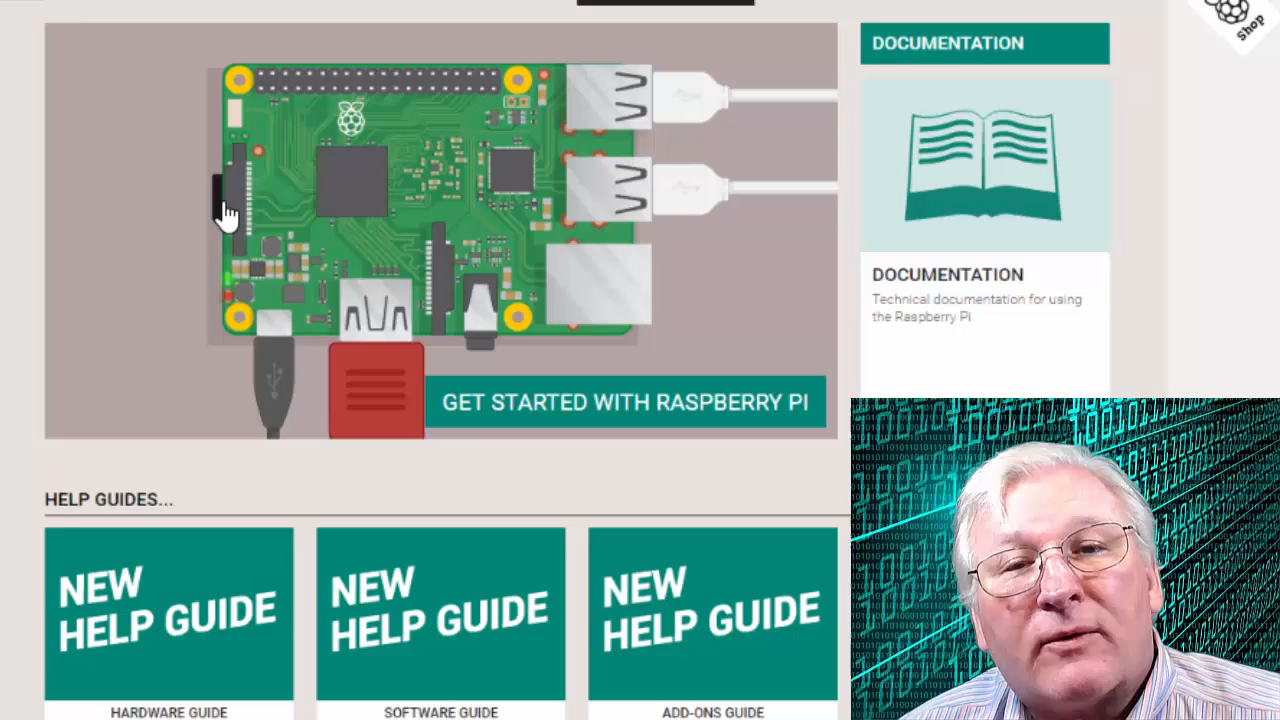 Shop
DOCUMENTATION
DOCUMENTATION
Technical documentation for using
the Raspberry Pi
GET STARTED WITH RASPBERRY PI
HELP GUIDES...
NEW
HELP GUIDE
NEW
HELP GUIDE
NEW
HELP GUIDE
HARDWARE GUIDE
SOFTWARE GUIDE
ADD-ONS GUIDE